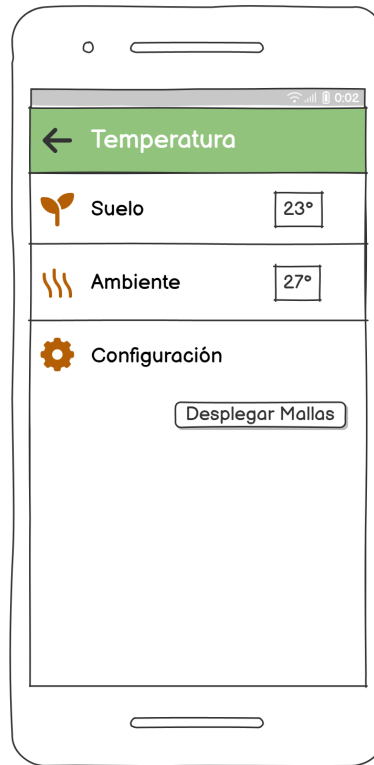 0:02
Temperatura
Suelo 23°
Ambiente 27°
Configuración
Desplegar Mallas